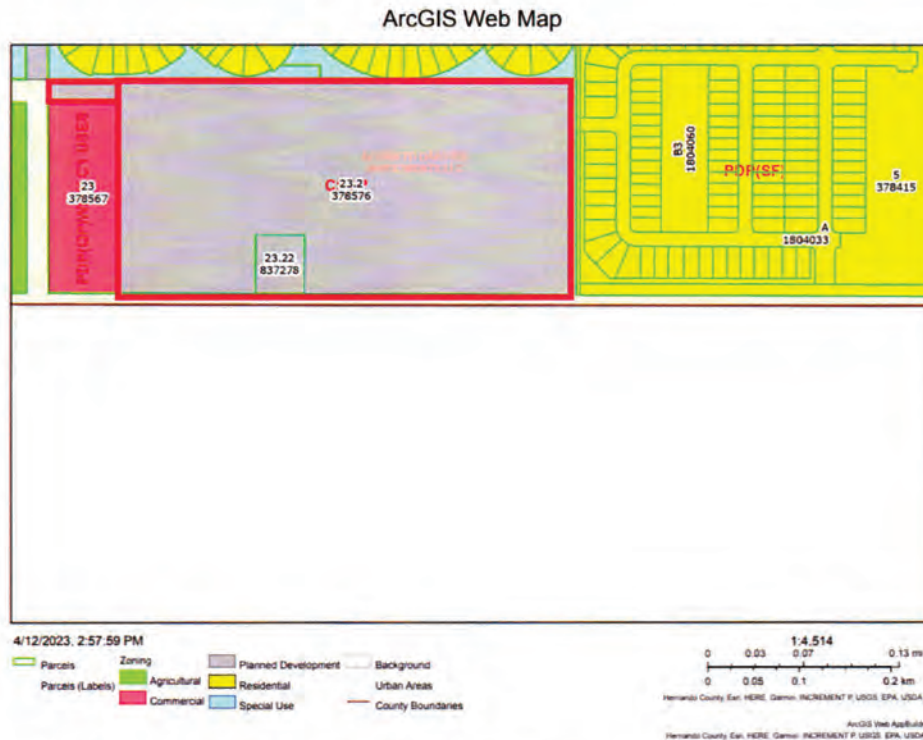 ArcGIS Web Map
23
378567
23.2
378576
23.22
837278
B3
1804060
PDP(SF)
5
378415
A
1804033
4/12/2023, 2:57:59 PM
Parcels
Parcels (Labels)
Zoning
Agricultural
Commercial
Planned Development
Residential
Special Use
Background
Urban Areas
County Boundaries
1:4,514
0 0.03 0.07 0.13 mi
0 0.05 0.1 0.2 km
Hernando County, Esri, HERE, Garmin, INCREMENT P, USGS, EPA, USDA
ArcGIS Web AppBuilder
Hernando County, Esri, HERE, Garmin, INCREMENT P, USGS, EPA, USDA